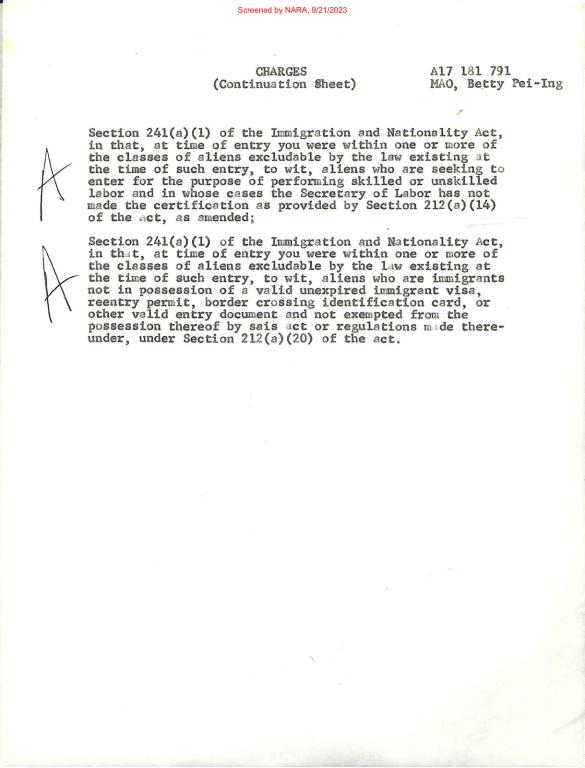 Screened by NARA, 9/21/2023
CHARGES
(Continuation Sheet)
A17 181 791
MAO, Betty Pei-Ing
A
Section 241(a)(1) of the Immigration and Nationality Act,
in that, at time of entry you were within one or more of
the classes of aliens excludable by the law existing at
the time of such entry, to wit, aliens who are seeking to
enter for the purpose of performing skilled or unskilled
labor and in whose cases the Secretary of Labor has not
made the certification as provided by Section 212(a)(14)
of the act, as amended;
A
Section 241(a)(1) of the Immigration and Nationality Act,
in that, at time of entry you were within one or more of
the classes of aliens excludable by the law existing at
the time of such entry, to wit, aliens who are immigrants
not in possession of a valid unexpired immigrant visa,
reentry permit, border crossing identification card, or
other valid entry document and not exempted from the
possession thereof by sais act or regulations made there-
under, under Section 212(a)(20) of the act.